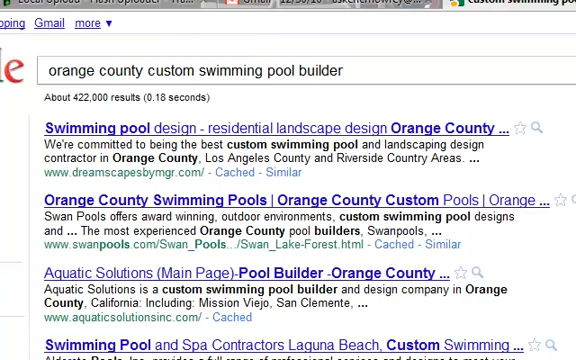 pping Gmail more ▼
orange county custom swimming pool builder
About 422,000 results (0.18 seconds)
Swimming pool design - residential landscape design Orange County ...
We're committed to being the best custom swimming pool and landscaping design
contractor in Orange County, Los Angeles County and Riverside Country Areas. ...
www.dreamscapesbymgr.com/ - Cached - Similar
Orange County Swimming Pools | Orange County Custom Pools | Orange ...
Swan Pools offers award winning, outdoor environments, custom swimming pool designs
and ... The most experienced Orange County pool builders, Swanpools, ...
www.swanpools.com/Swan_Pools.../Swan_Lake-Forest.html - Cached - Similar
Aquatic Solutions (Main Page)-Pool Builder -Orange County ...
Aquatic Solutions is a custom swimming pool builder and design company in Orange
County, California: Including: Mission Viejo, San Clemente, ...
www.aquaticsolutionsinc.com/ - Cached
Swimming Pool and Spa Contractors Laguna Beach, Custom Swimming ...